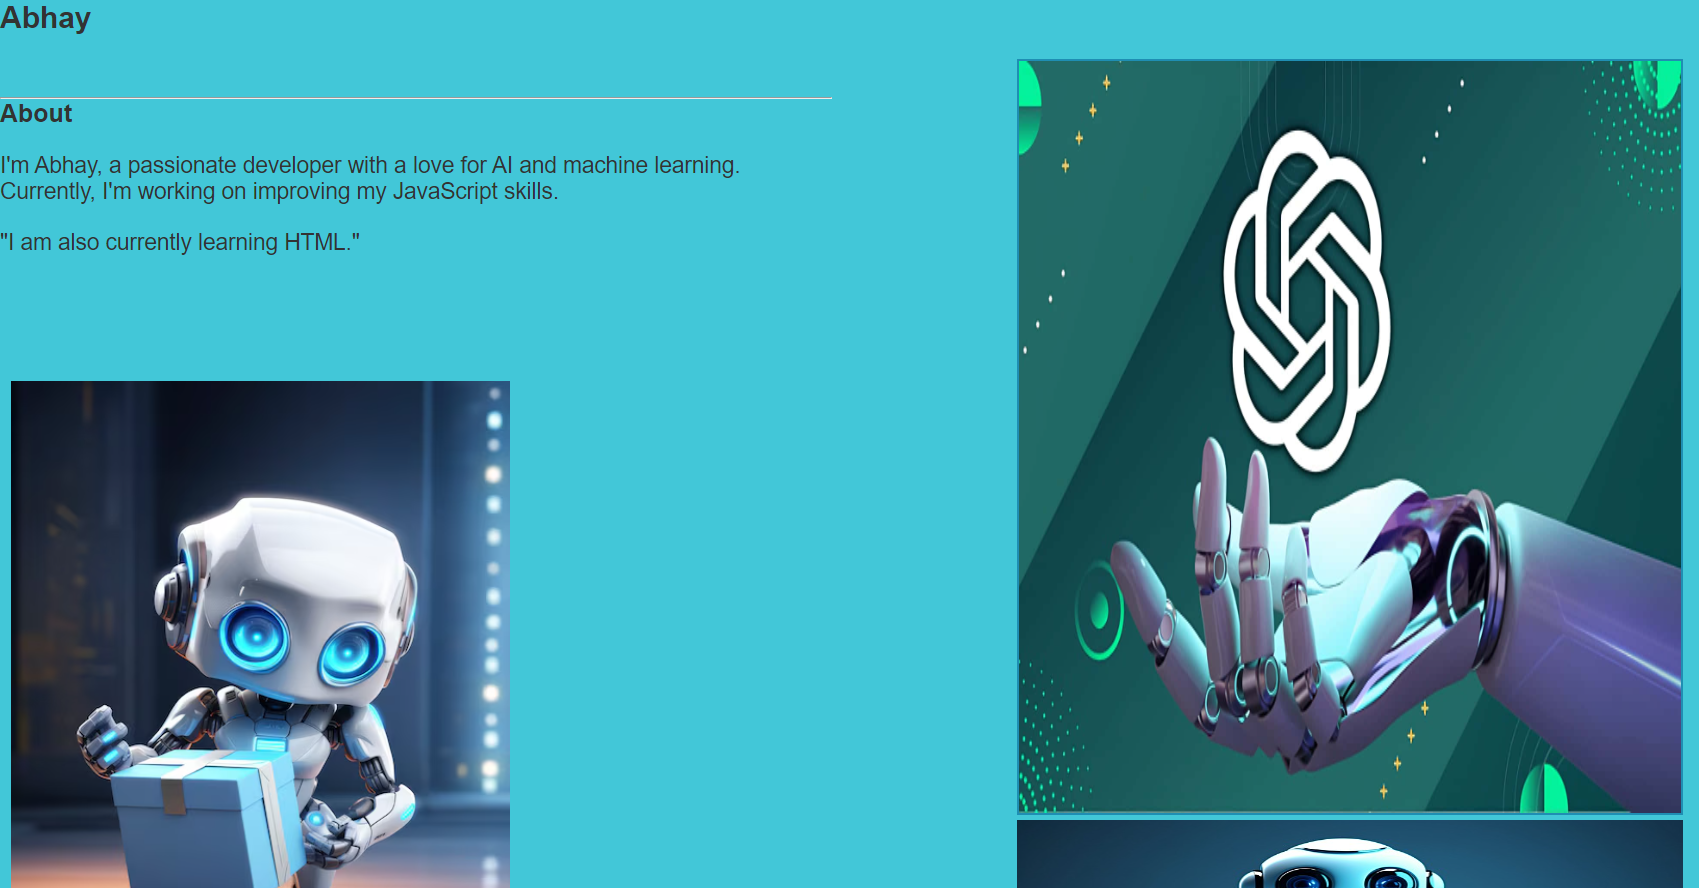 Abhay
About
I'm Abhay, a passionate developer with a love for AI and machine learning.
Currently, I'm working on improving my JavaScript skills.
"I am also currently learning HTML."